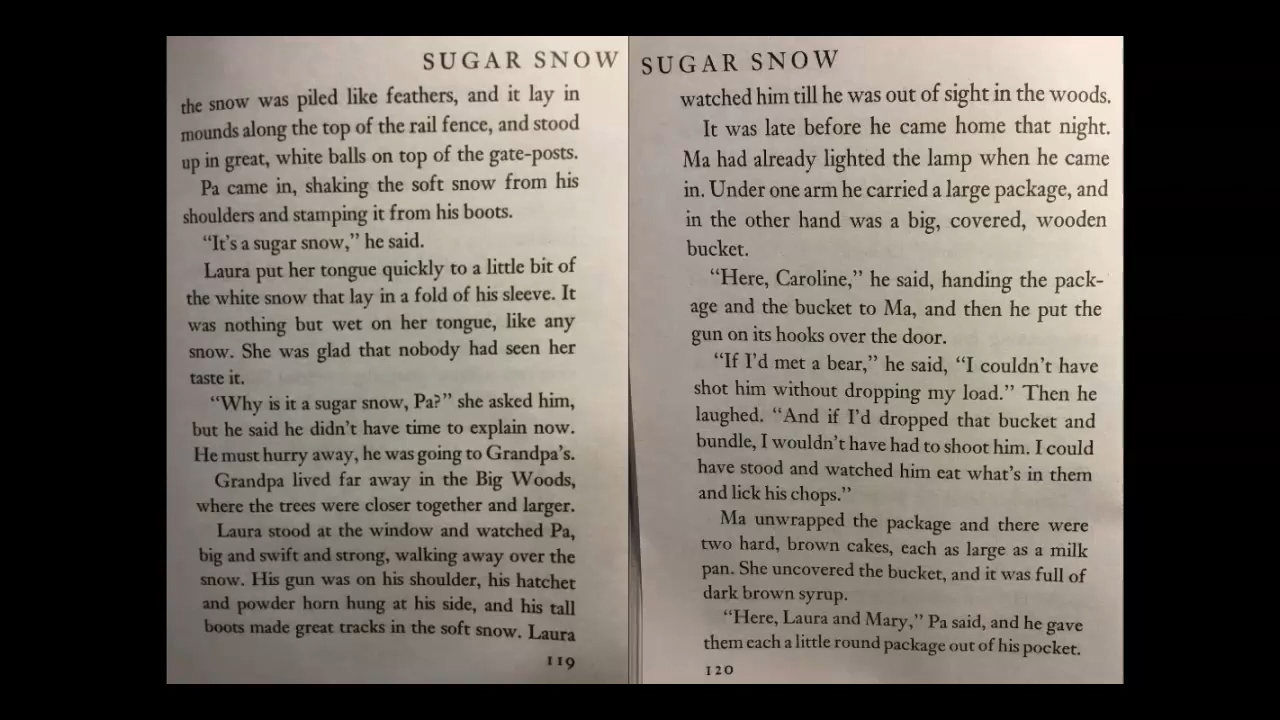 SUGAR SNOW
the snow was piled like feathers, and it lay in
mounds along the top of the rail fence, and stood
up in great, white balls on top of the gate-posts.
Pa came in, shaking the soft snow from his
shoulders and stamping it from his boots.
“It’s a sugar snow,” he said.
Laura put her tongue quickly to a little bit of
the white snow that lay in a fold of his sleeve. It
was nothing but wet on her tongue, like any
snow. She was glad that nobody had seen her
taste it.
“Why is it a sugar snow, Pa?” she asked him,
but he said he didn’t have time to explain now.
He must hurry away, he was going to Grandpa’s.
Grandpa lived far away in the Big Woods,
where the trees were closer together and larger.
Laura stood at the window and watched Pa,
big and swift and strong, walking away over the
snow. His gun was on his shoulder, his hatchet
and powder horn hung at his side, and his tall
boots made great tracks in the soft snow. Laura
119
SUGAR SNOW
watched him till he was out of sight in the woods.
It was late before he came home that night.
Ma had already lighted the lamp when he came
in. Under one arm he carried a large package, and
in the other hand was a big, covered, wooden
bucket.
“Here, Caroline,” he said, handing the pack-
age and the bucket to Ma, and then he put the
gun on its hooks over the door.
“If I’d met a bear,” he said, “I couldn’t have
shot him without dropping my load.” Then he
laughed. “And if I’d dropped that bucket and
bundle, I wouldn’t have had to shoot him. I could
have stood and watched him eat what’s in them
and lick his chops.”
Ma unwrapped the package and there were
two hard, brown cakes, each as large as a milk
pan. She uncovered the bucket, and it was full of
dark brown syrup.
“Here, Laura and Mary,” Pa said, and he gave
them each a little round package out of his pocket.
120